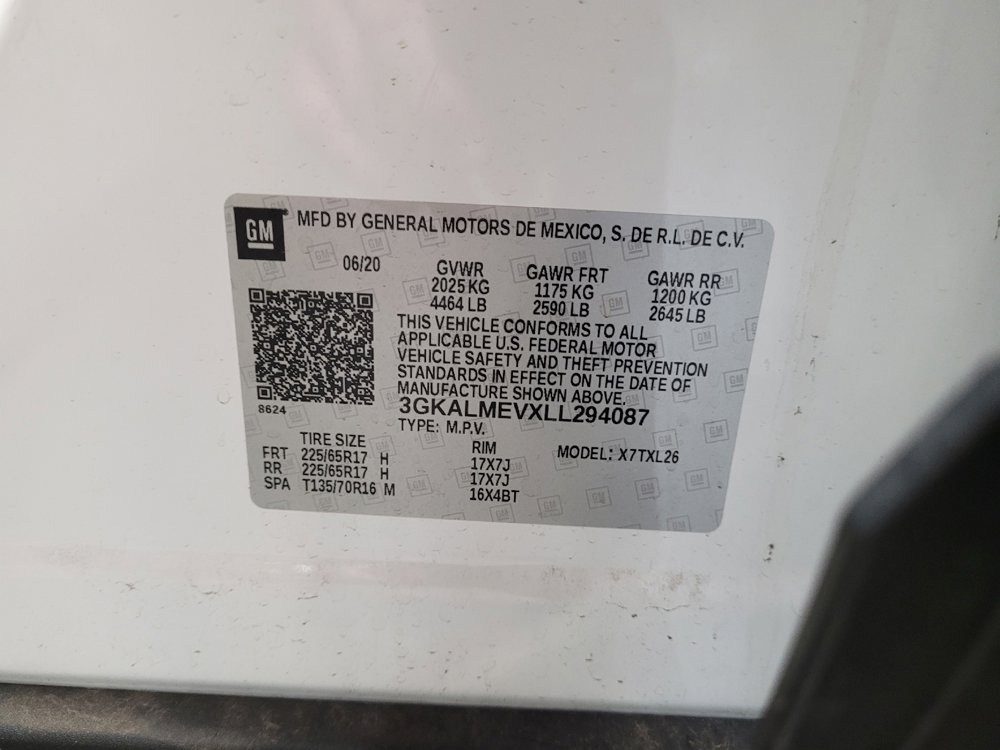 GM MFD BY GENERAL MOTORS DE MEXICO, S. DE R.L. DE C.V.
06/20 GVWR GAWR FRT GAWR RR
2025 KG 1175 KG 1200 KG
4464 LB 2590 LB 2645 LB
THIS VEHICLE CONFORMS TO ALL
APPLICABLE U.S. FEDERAL MOTOR
VEHICLE SAFETY AND THEFT PREVENTION
STANDARDS IN EFFECT ON THE DATE OF
MANUFACTURE SHOWN ABOVE.
8624
3GKALMEVXLL294087
TYPE: M.P.V.
TIRE SIZE RIM MODEL: X7TXL26
FRT 225/65R17 H 17X7J
RR 225/65R17 H 17X7J
SPA T135/70R16 M 16X4BT